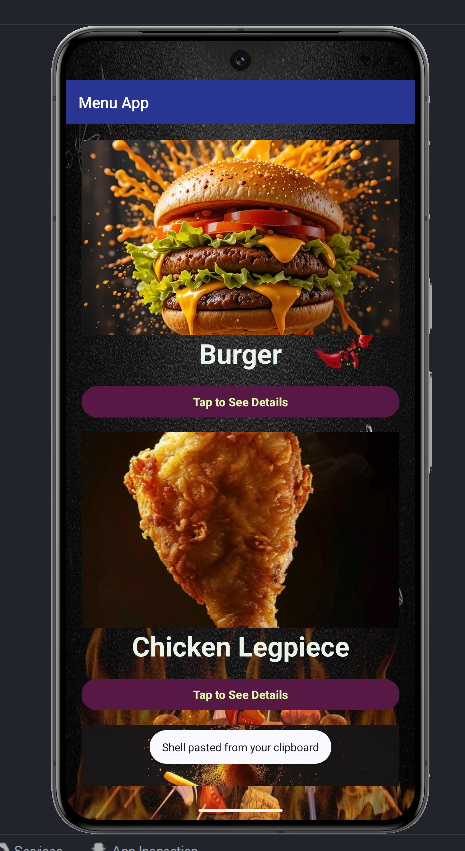 Menu App
Burger
Tap to See Details
Chicken Legpiece
Tap to See Details
Shell pasted from your clipboard
Services
App Inspection